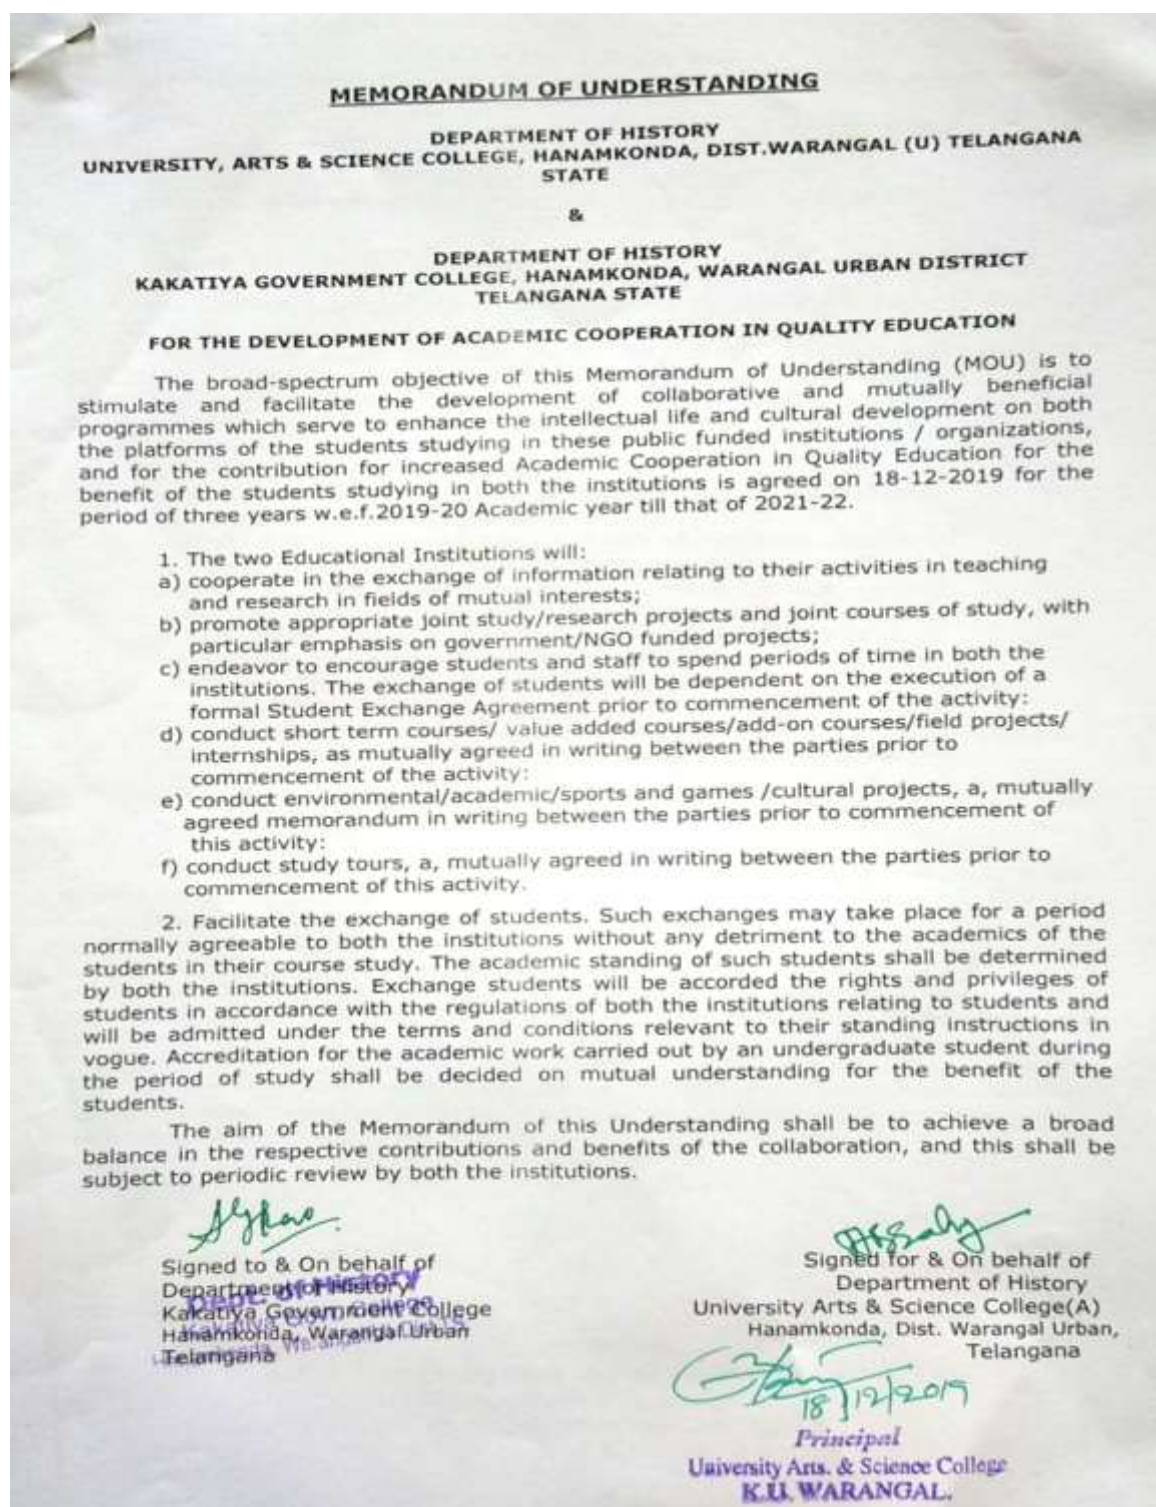 MEMORANDUM OF UNDERSTANDING
DEPARTMENT OF HISTORY
UNIVERSITY, ARTS & SCIENCE COLLEGE, HANAMKONDA, DIST.WARANGAL (U) TELANGANA
STATE
&
DEPARTMENT OF HISTORY
KAKATIYA GOVERNMENT COLLEGE, HANAMKONDA, WARANGAL URBAN DISTRICT
TELANGANA STATE
FOR THE DEVELOPMENT OF ACADEMIC COOPERATION IN QUALITY EDUCATION
The broad-spectrum objective of this Memorandum of Understanding (MOU) is to
stimulate and facilitate the development of collaborative and mutually beneficial
programmes which serve to enhance the intellectual life and cultural development on both
the platforms of the students studying in these public funded institutions / organizations,
and for the contribution for increased Academic Cooperation in Quality Education for the
benefit of the students studying in both the institutions is agreed on 18-12-2019 for the
period of three years w.e.f.2019-20 Academic year till that of 2021-22.
1. The two Educational Institutions will:
a) cooperate in the exchange of information relating to their activities in teaching
and research in fields of mutual interests;
b) promote appropriate joint study/research projects and joint courses of study, with
particular emphasis on government/NGO funded projects;
c) endeavor to encourage students and staff to spend periods of time in both the
institutions. The exchange of students will be dependent on the execution of a
formal Student Exchange Agreement prior to commencement of the activity:
d) conduct short term courses/ value added courses/add-on courses/field projects/
internships, as mutually agreed in writing between the parties prior to
commencement of the activity:
e) conduct environmental/academic/sports and games /cultural projects, a, mutually
agreed memorandum in writing between the parties prior to commencement of
this activity:
f) conduct study tours, a, mutually agreed in writing between the parties prior to
commencement of this activity.
2. Facilitate the exchange of students. Such exchanges may take place for a period
normally agreeable to both the institutions without any detriment to the academics of the
students in their course study. The academic standing of such students shall be determined
by both the institutions. Exchange students will be accorded the rights and privileges of
students in accordance with the regulations of both the institutions relating to students and
will be admitted under the terms and conditions relevant to their standing instructions in
vogue. Accreditation for the academic work carried out by an undergraduate student during
the period of study shall be decided on mutual understanding for the benefit of the
students.
The aim of the Memorandum of this Understanding shall be to achieve a broad
balance in the respective contributions and benefits of the collaboration, and this shall be
subject to periodic review by both the institutions.
Signed to & On behalf of
Department of History
Kakatiya Government College
Hanamkonda, Warangal Urban
Telangana
Dept. of History
Kakatiya Govt. College
Signed for & On behalf of
Department of History
University Arts & Science College(A)
Hanamkonda, Dist. Warangal Urban,
Telangana
18/12/2019
Principal
University Arts. & Science College
K.U. WARANGAL.